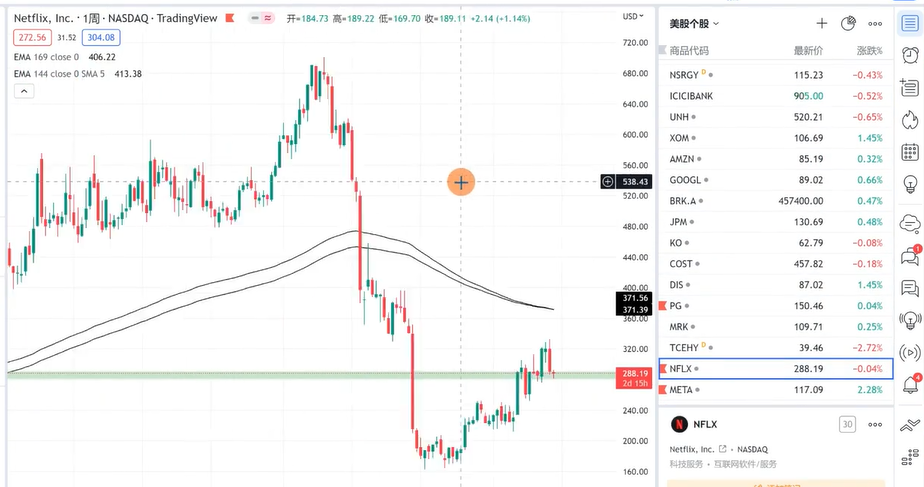 Netflix, Inc. · 1周 · NASDAQ · TradingView 开=184.73 高=189.22 低=169.70 收=189.11 +2.14 (+1.14%)
272.56 31.52 304.08
EMA 169 close 0 406.22
EMA 144 close 0 SMA 5 413.38
USD
720.00
680.00
640.00
600.00
560.00
538.43
520.00
480.00
440.00
400.00
371.56
371.39
360.00
320.00
288.19
2d 15h
240.00
200.00
160.00
美股个股
商品代码 最新价 涨跌%
NSRGY D 115.23 −0.43%
ICICIBANK 905.00 −0.52%
UNH 520.21 −0.65%
XOM 106.69 1.45%
AMZN 85.19 0.32%
GOOGL 89.02 0.66%
BRK.A 457400.00 0.47%
JPM 130.69 0.48%
KO 62.79 −0.08%
COST 457.82 −0.18%
DIS 87.02 1.45%
PG 150.46 0.04%
MRK 109.71 0.25%
TCEHY D 39.46 −2.72%
NFLX 288.19 −0.04%
META 117.09 2.28%
N NFLX 30
Netflix, Inc. · NASDAQ
科技服务 · 互联网软件/服务
1
4